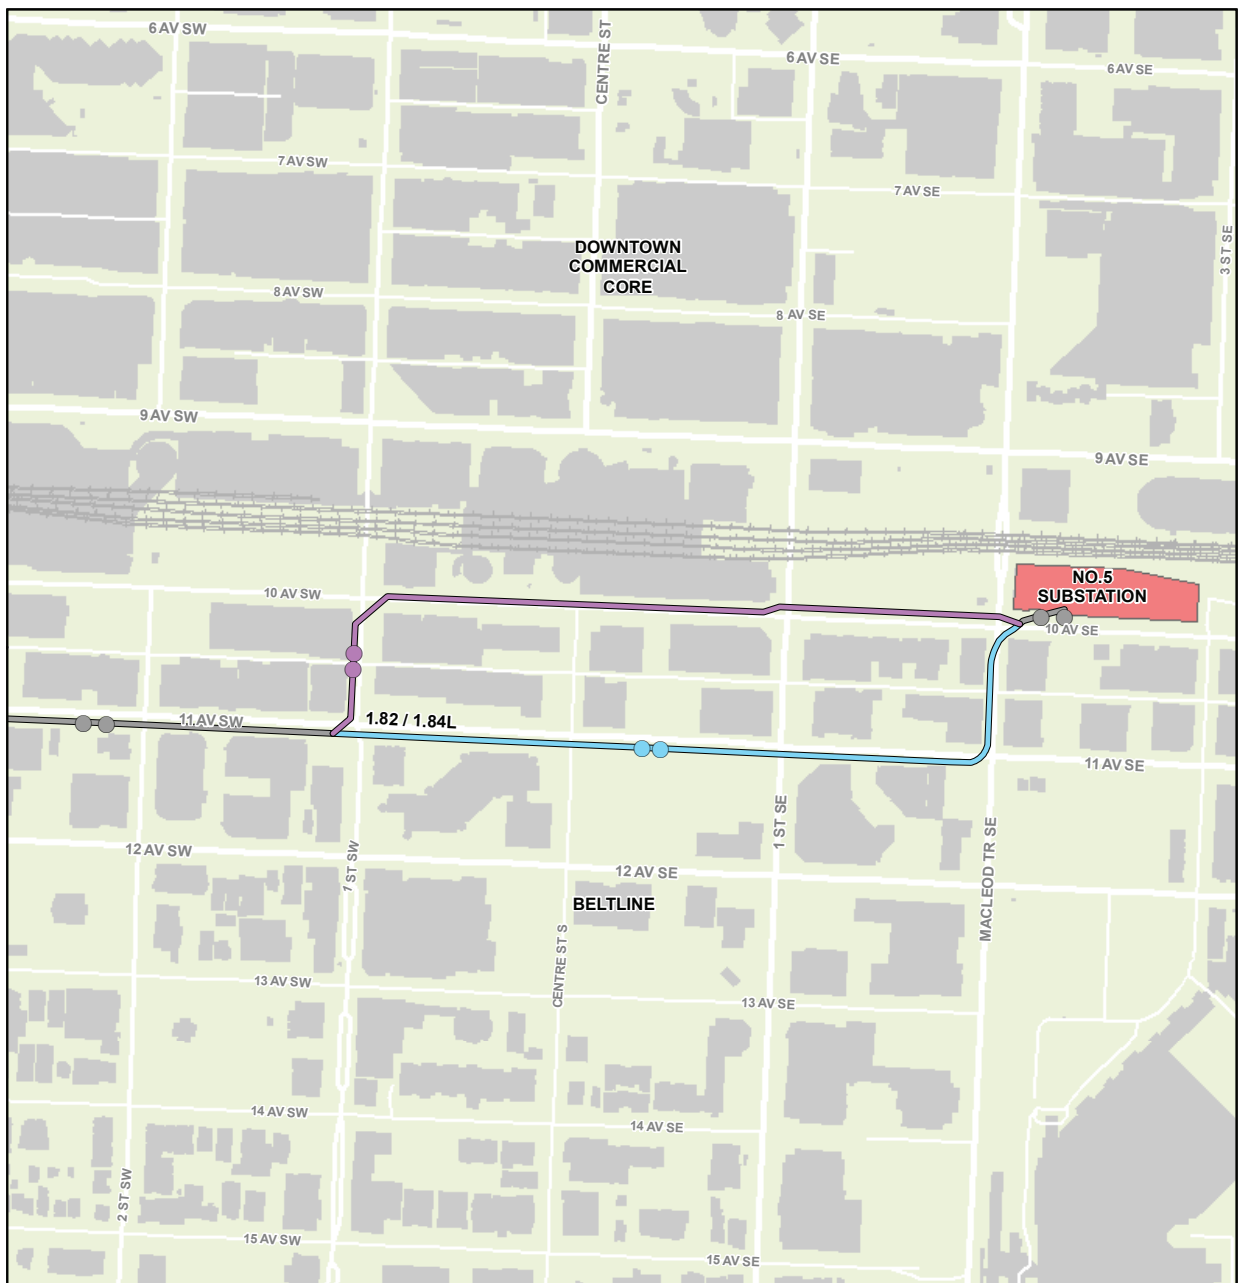 6 AV SW
CENTRE ST
6 AV SE
6 AV SE
7 AV SW
7 AV SE
3 ST SE
DOWNTOWN
COMMERCIAL
CORE
8 AV SW
8 AV SE
9 AV SW
9 AV SE
NO.5
SUBSTATION
10 AV SW
10 AV SE
11 AV SW
1.82 / 1.84L
11 AV SE
1 ST SE
MACLEOD TR SE
12 AV SW
1 ST SW
12 AV SE
BELTLINE
CENTRE ST S
13 AV SW
13 AV SE
14 AV SW
14 AV SE
2 ST SW
15 AV SW
15 AV SE